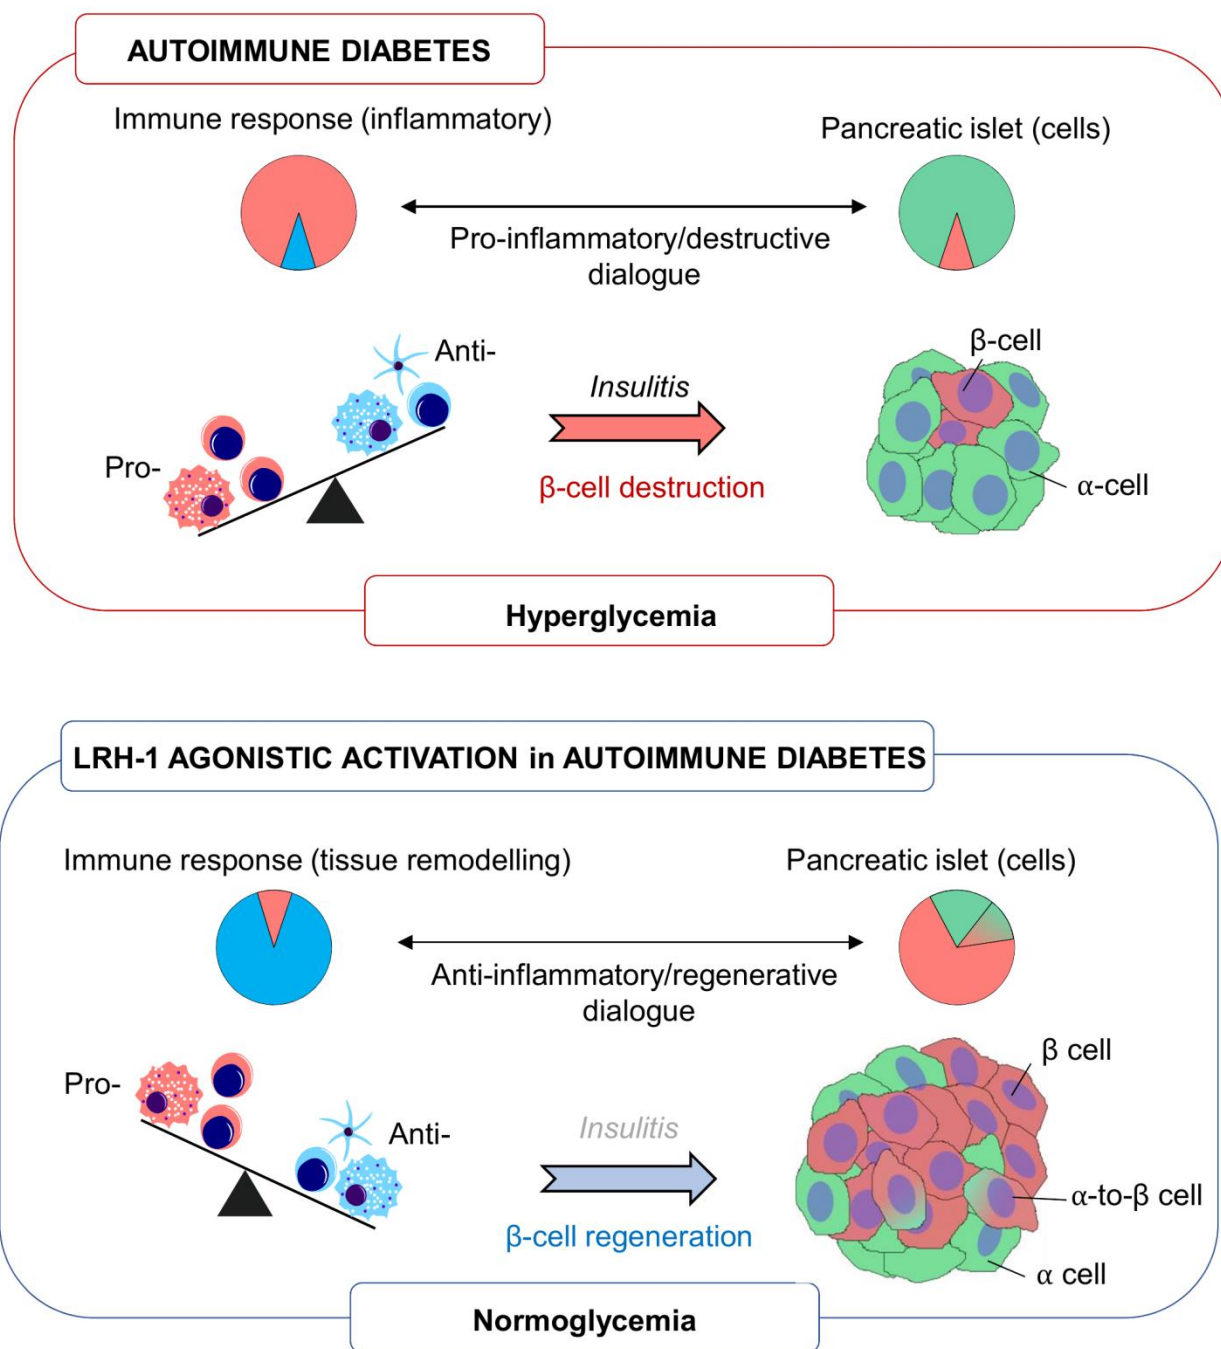 AUTOIMMUNE DIABETES
Immune response (inflammatory)
Pancreatic islet (cells)
Pro-inflammatory/destructive
dialogue
Anti-
Pro-
Insulitis
β-cell destruction
β-cell
α-cell
Hyperglycemia
LRH-1 AGONISTIC ACTIVATION in AUTOIMMUNE DIABETES
Immune response (tissue remodelling)
Pancreatic islet (cells)
Anti-inflammatory/regenerative
dialogue
Pro-
Anti-
Insulitis
β-cell regeneration
β cell
α-to-β cell
α cell
Normoglycemia